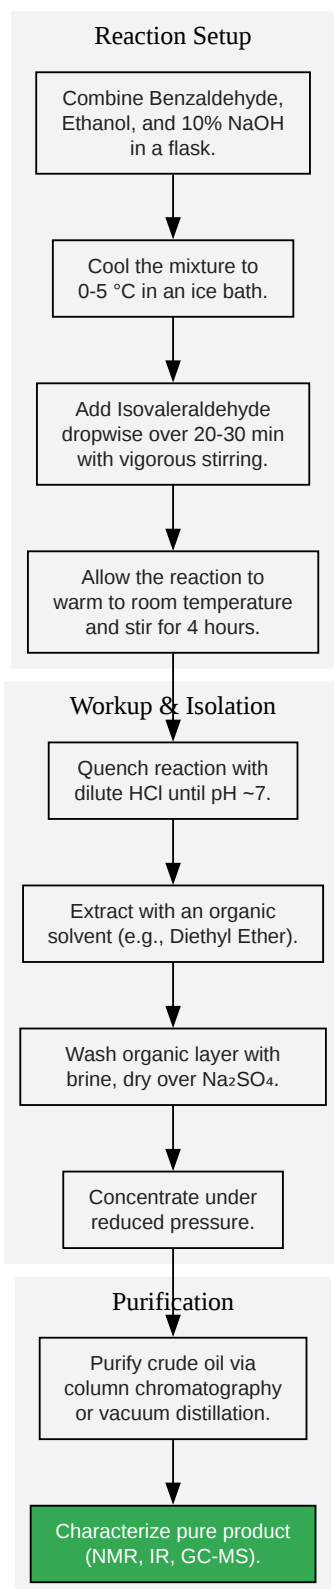 Reaction Setup
Combine Benzaldehyde,
Ethanol, and 10% NaOH
in a flask.
Cool the mixture to
0-5 °C in an ice bath.
Add Isovaleraldehyde
dropwise over 20-30 min
with vigorous stirring.
Allow the reaction to
warm to room temperature
and stir for 4 hours.
Workup & Isolation
Quench reaction with
dilute HCl until pH ~7.
Extract with an organic
solvent (e.g., Diethyl Ether).
Wash organic layer with
brine, dry over Na₂SO₄.
Concentrate under
reduced pressure.
Purification
Purify crude oil via
column chromatography
or vacuum distillation.
Characterize pure product
(NMR, IR, GC-MS).